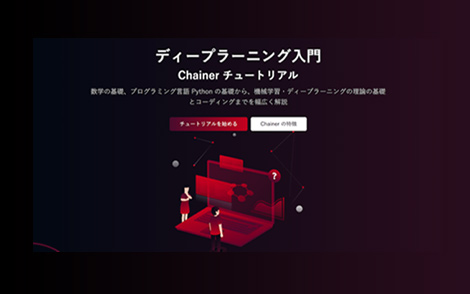 ディープラーニング入門
Chainer チュートリアル
数学の基礎、プログラミング言語 Python の基礎から、機械学習・ディープラーニングの理論の基礎
とコーディングまでを幅広く解説
チュートリアルを始める
Chainer の特徴
?